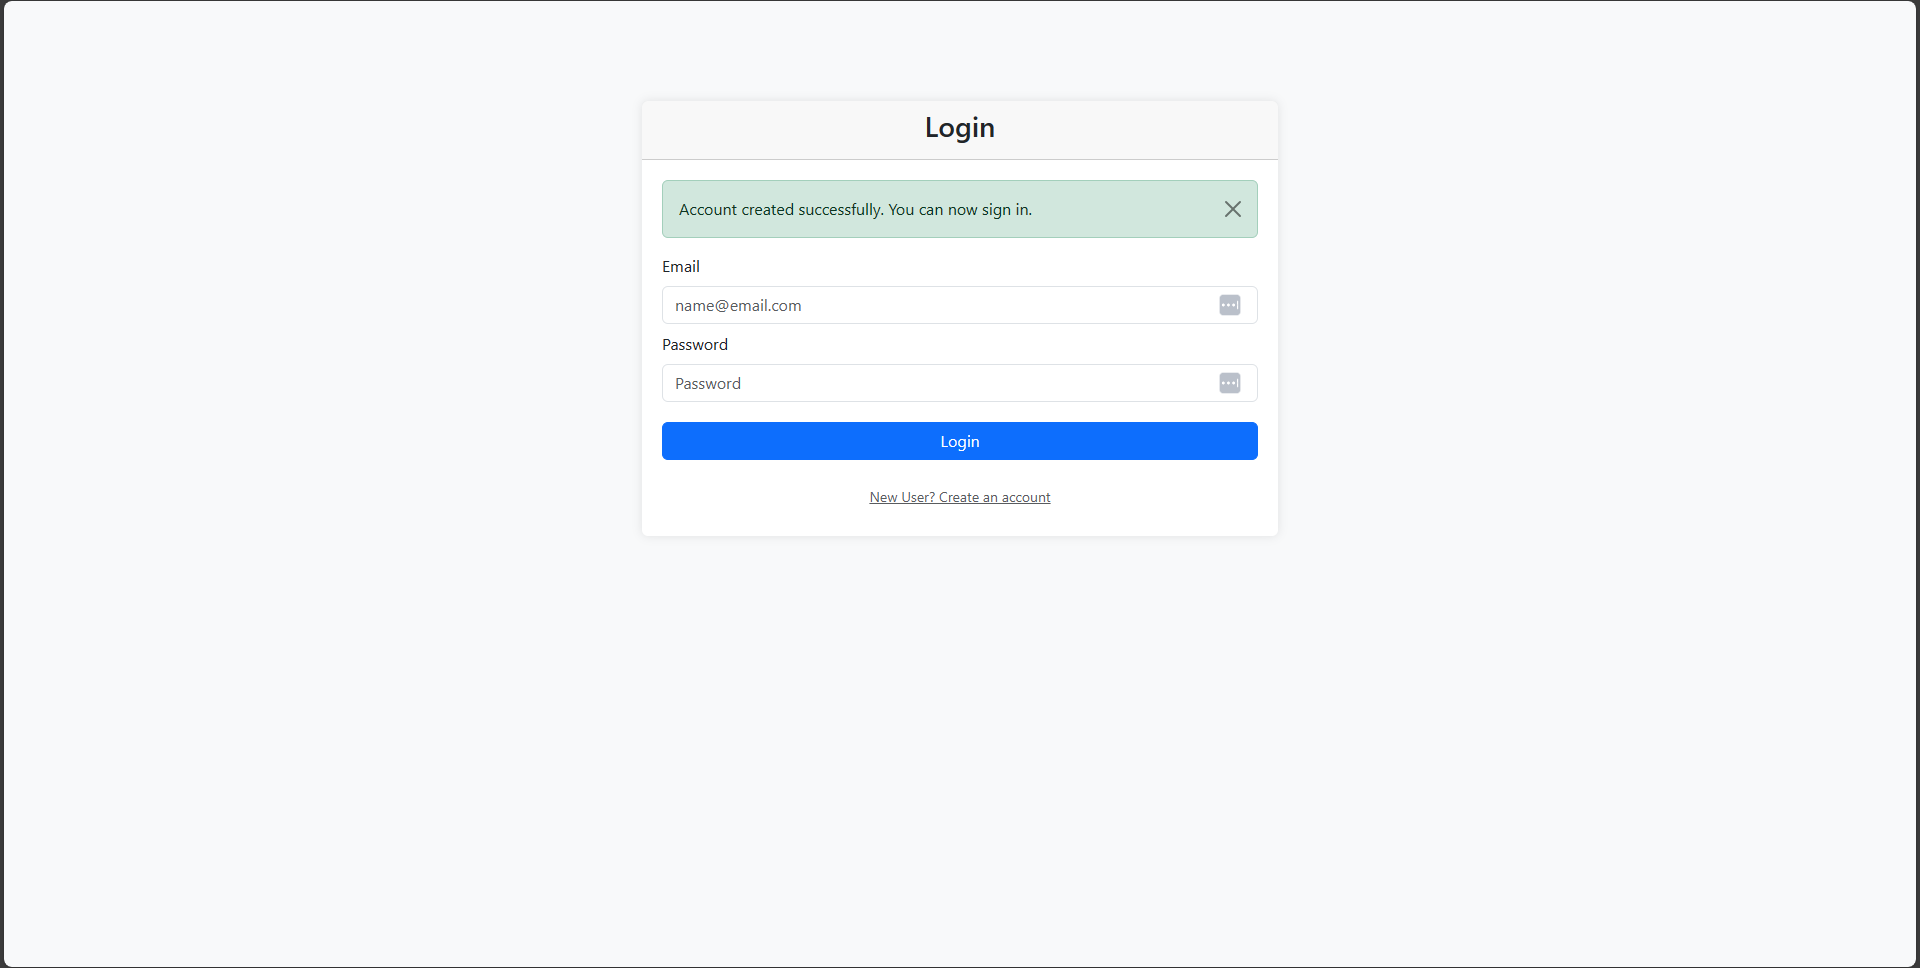 Login
Account created successfully. You can now sign in.
Email
name@email.com
Password
Password
Login
New User? Create an account